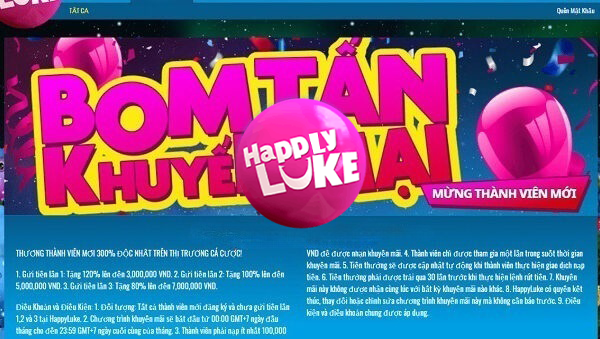 TẤT CẢ
Quên Mật Khẩu
BOM TẤN
KHUYẾN MẠI
HAPPLY
LUKE
MỪNG THÀNH VIÊN MỚI
THƯỞNG THÀNH VIÊN MỚI 300% ĐỘC NHẤT TRÊN THỊ TRƯỜNG CÁ CƯỢC!
1. Gửi tiền lần 1: Tặng 120% lên đến 3,000,000 VND. 2. Gửi tiền lần 2: Tặng 100% lên đến
5,000,000 VND. 3. Gửi tiền lần 3: Tặng 80% lên đến 7,000,000 VND.
Điều Khoản và Điều Kiện: 1. Đối tượng: Tất cả thành viên mới đăng ký và chưa gửi tiền lần
1,2 và 3 tại HappyLuke. 2. Chương trình khuyến mãi sẽ bắt đầu từ 00:00 GMT+7 ngày đầu
tháng cho đến 23:59 GMT+7 ngày cuối cùng của tháng. 3. Thành viên phải nạp ít nhất 100,000
VND để được nhận khuyến mãi. 4. Thành viên chỉ được tham gia một lần trong suốt thời gian
khuyến mãi. 5. Tiền thưởng sẽ được cập nhật tự động khi thành viên thực hiện giao dịch nạp
tiền. 6. Tiền thưởng phải được trải qua 30 lần trước khi thực hiện lệnh rút tiền. 7. Khuyến
mãi này không được nhận cùng lúc với bất kỳ khuyến mãi nào khác. 8. HappyLuke có quyền kết
thúc, thay đổi hoặc chỉnh sửa chương trình khuyến mãi này mà không cần báo trước. 9. Điều
kiện và điều khoản chung được áp dụng.